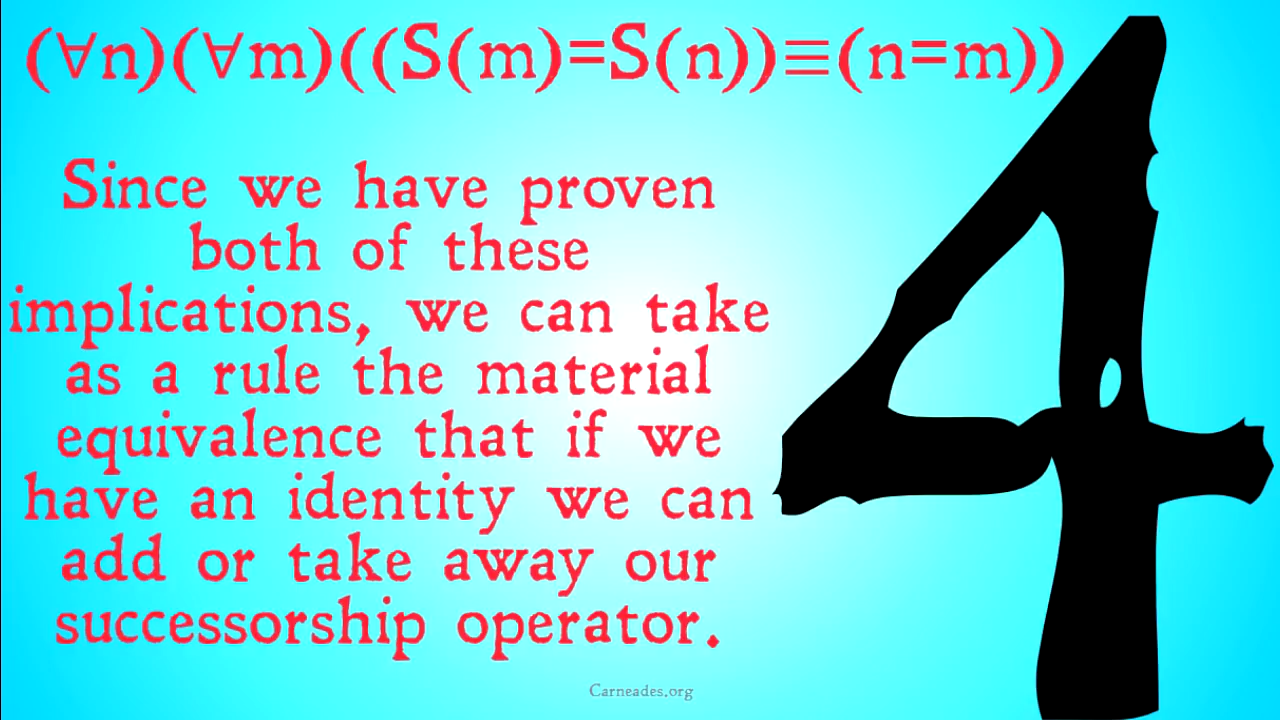 (∀n)(∀m)((S(m)=S(n))≡(n=m))
Since we have proven
both of these
implications, we can take
as a rule the material
equivalence that if we
have an identity we can
add or take away our
successorship operator.
4
Carneades.org